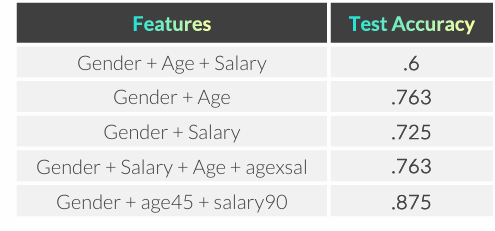 Features Test Accuracy
Gender + Age + Salary .6
Gender + Age .763
Gender + Salary .725
Gender + Salary + Age + agexsal .763
Gender + age45 + salary90 .875